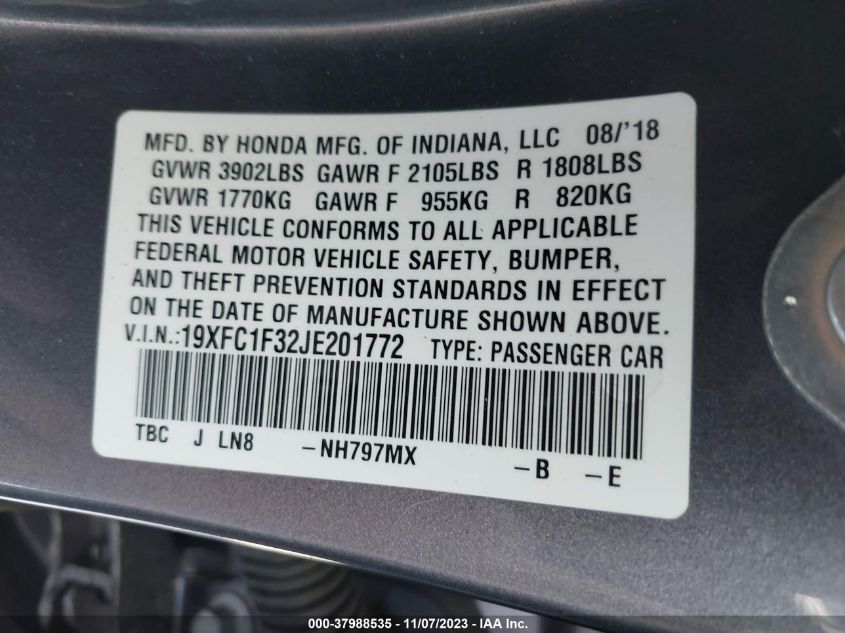 MFD. BY HONDA MFG. OF INDIANA, LLC 08/'18
GVWR 3902LBS GAWR F 2105LBS R 1808LBS
GVWR 1770KG GAWR F 955KG R 820KG
THIS VEHICLE CONFORMS TO ALL APPLICABLE
FEDERAL MOTOR VEHICLE SAFETY, BUMPER,
AND THEFT PREVENTION STANDARDS IN EFFECT
ON THE DATE OF MANUFACTURE SHOWN ABOVE.
V.I.N.:19XFC1F32JE201772 TYPE: PASSENGER CAR
TBC J LN8 -NH797MX -B -E
000-37988535 - 11/07/2023 - © IAA Inc.